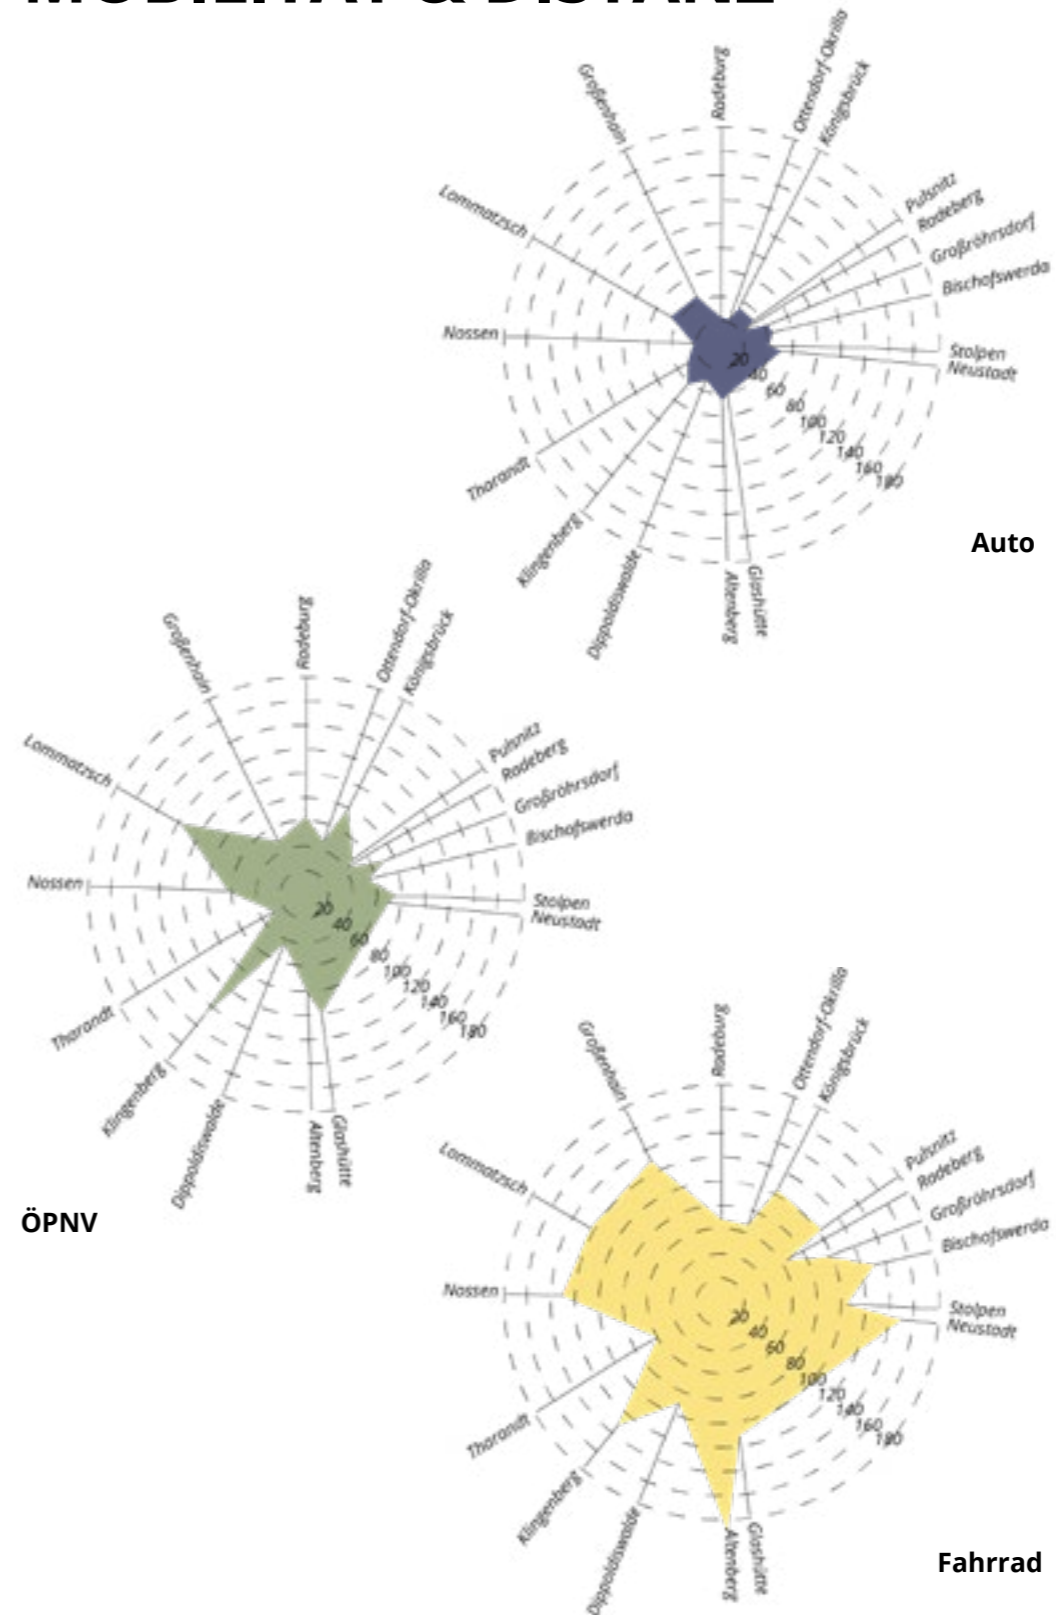 MOBILITÄT & DISTANZ
Großenhain
Radeburg
Ottendorf-Okrilla
Königsbrück
Pulsnitz
Radeberg
Großröhrsdorf
Bischofswerda
Lommatzsch
Nossen
Stolpen
Neustadt
20
40
60
80
100
120
140
160
180
Tharandt
Klingenberg
Dippoldiswalde
Altenberg
Glashütte
Auto
Großenhain
Radeburg
Ottendorf-Okrilla
Königsbrück
Pulsnitz
Radeberg
Großröhrsdorf
Bischofswerda
Lommatzsch
Nossen
Stolpen
Neustadt
20
40
60
80
100
120
140
160
180
Tharandt
Klingenberg
Dippoldiswalde
Altenberg
Glashütte
ÖPNV
Großenhain
Radeburg
Ottendorf-Okrilla
Königsbrück
Pulsnitz
Radeberg
Großröhrsdorf
Bischofswerda
Lommatzsch
Nossen
Stolpen
Neustadt
20
40
60
80
100
120
140
160
180
Tharandt
Klingenberg
Dippoldiswalde
Altenberg
Glashütte
Fahrrad